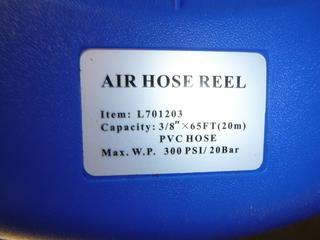 AIR HOSE REEL
Item: L701203
Capacity: 3/8"×65FT(20m)
PVC HOSE
Max. W.P. 300 PSI/20Bar